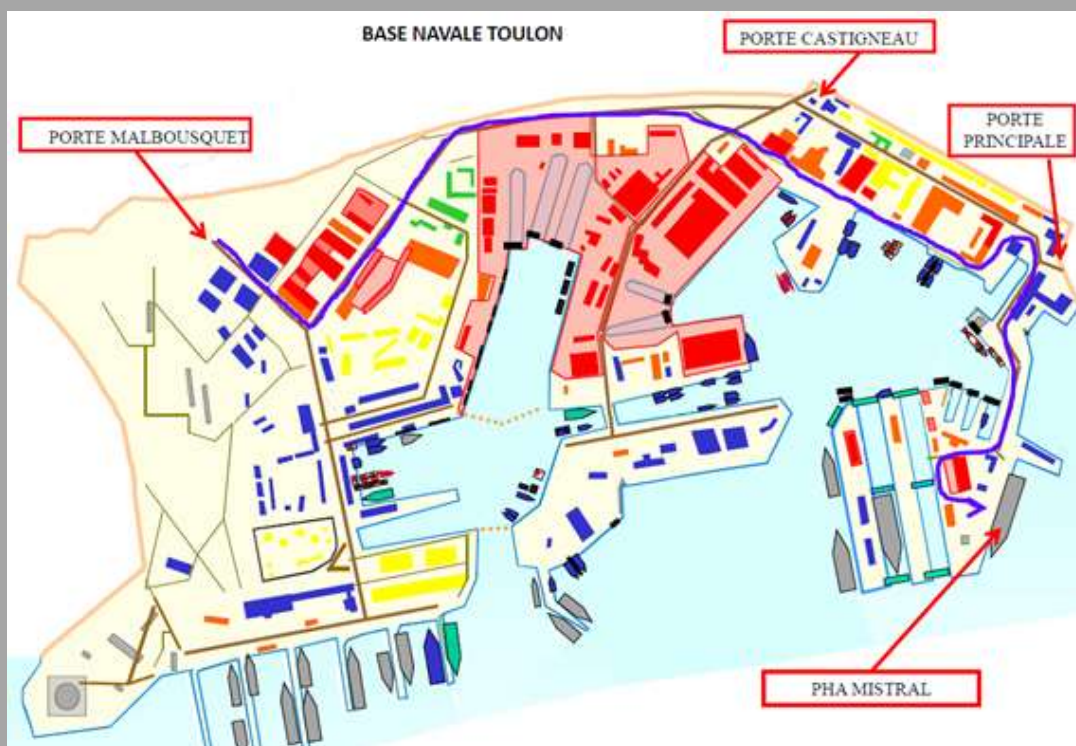 BASE NAVALE TOULON
PORTE CASTIGNEAU
PORTE MALBOUSQUET
PORTE
PRINCIPALE
PHA MISTRAL